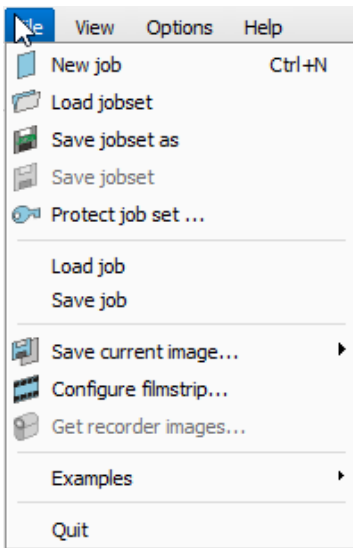 View Options Help
New job Ctrl+N
Load jobset
Save jobset as
Save jobset
Protect job set ...
Load job
Save job
Save current image...
Configure filmstrip...
Get recorder images...
Examples
Quit